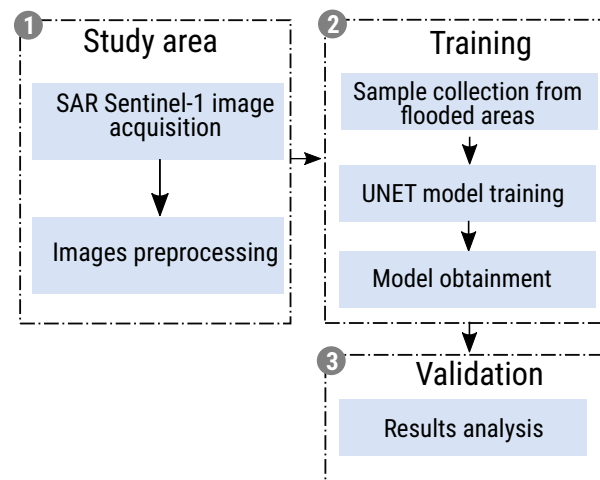 1
Study area
SAR Sentinel-1 image
acquisition
Images preprocessing
2
Training
Sample collection from
flooded areas
UNET model training
Model obtainment
3
Validation
Results analysis